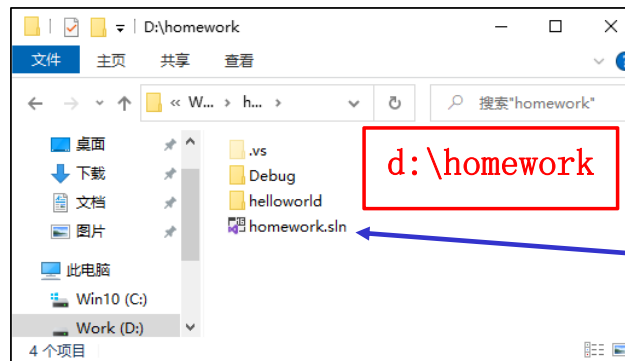 D:\homework
文件 主页 共享 查看
« W... › h... ›
搜索"homework"
桌面
下载
文档
图片
此电脑
Win10 (C:)
Work (D:)
.vs
Debug
helloworld
homework.sln
d:\homework
4 个项目